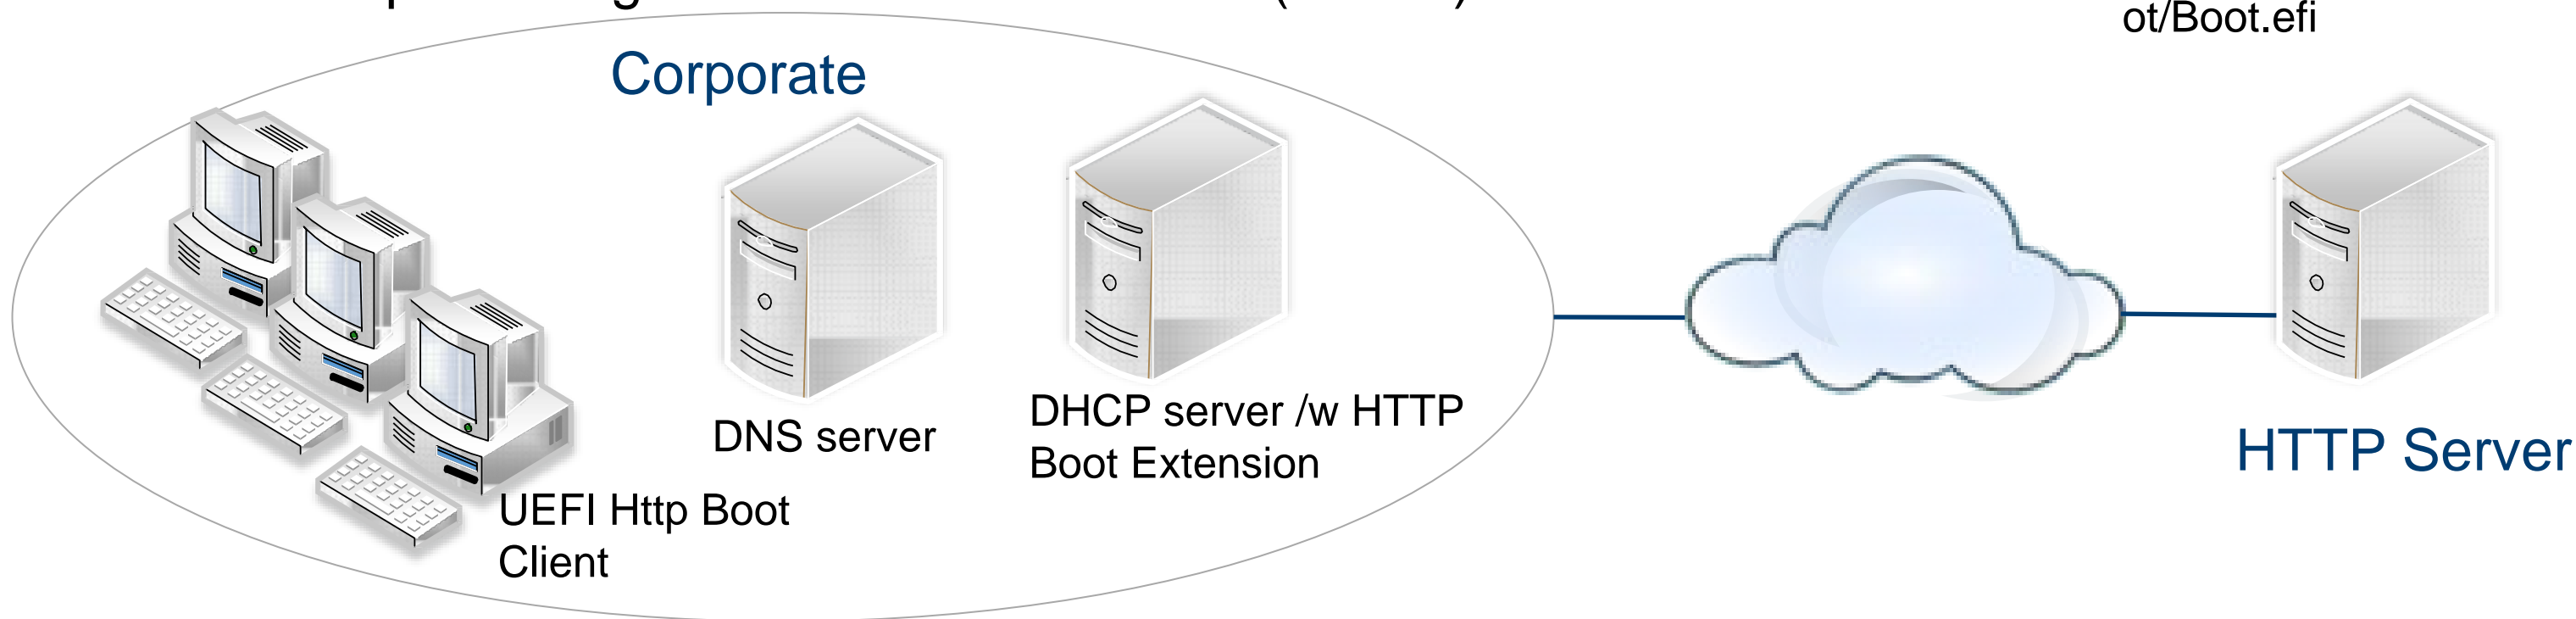 ot/Boot.efi
Corporate
DNS server
DHCP server /w HTTP
Boot Extension
HTTP Server
UEFI Http Boot
Client